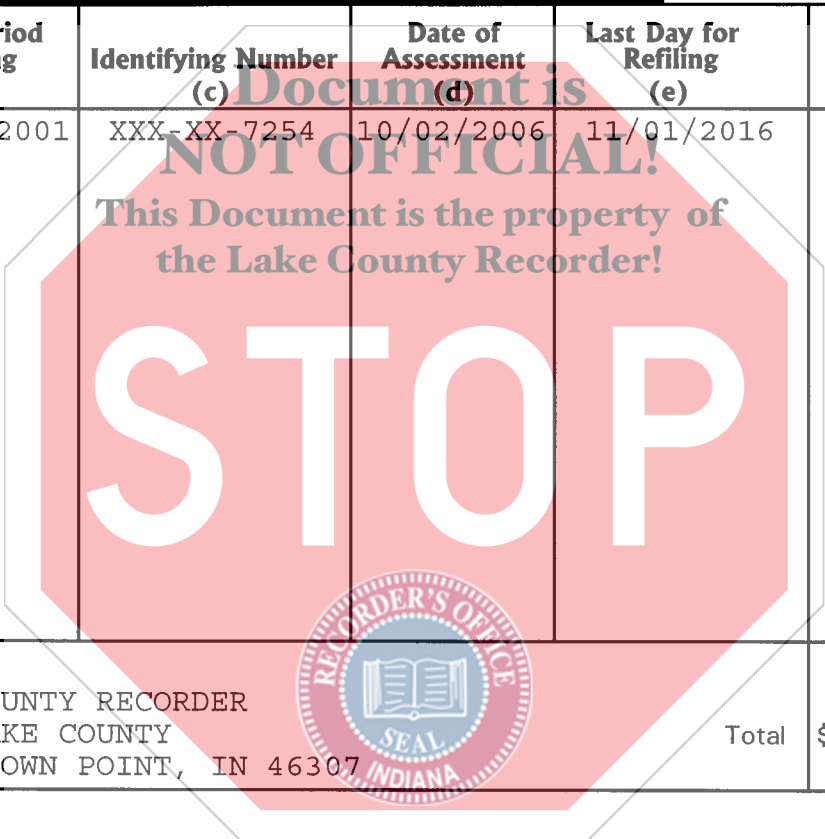 riod
g
Identifying Number
(c)
Date of
Assessment
(d)
Last Day for
Refiling
(e)
2001 XXX-XX-7254 10/02/2006 11/01/2016
Document is
NOT OFFICIAL!
This Document is the property of
the Lake County Recorder!
STOP
RECORDER'S OFFICE
SEAL
INDIANA
UNTY RECORDER
KE COUNTY
OWN POINT, IN 46307
Total $